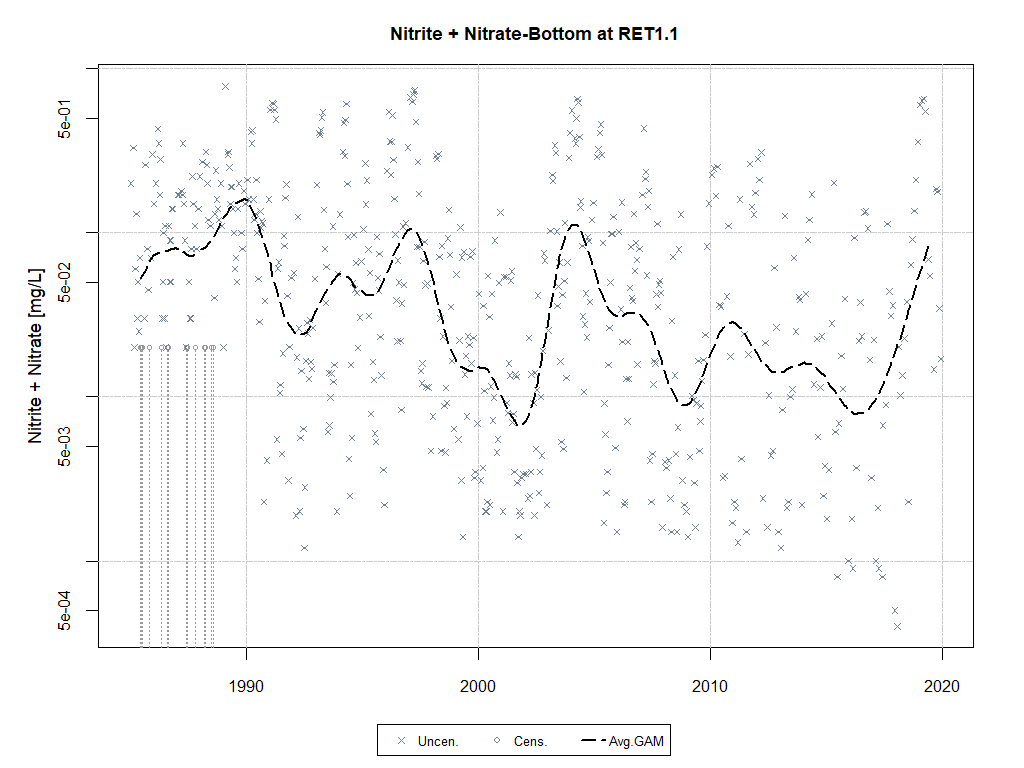 Nitrite + Nitrate-Bottom at RET1.1
Nitrite + Nitrate [mg/L]
5e-01
5e-02
5e-03
5e-04
1990
2000
2010
2020
Uncen.
Cens.
Avg.GAM